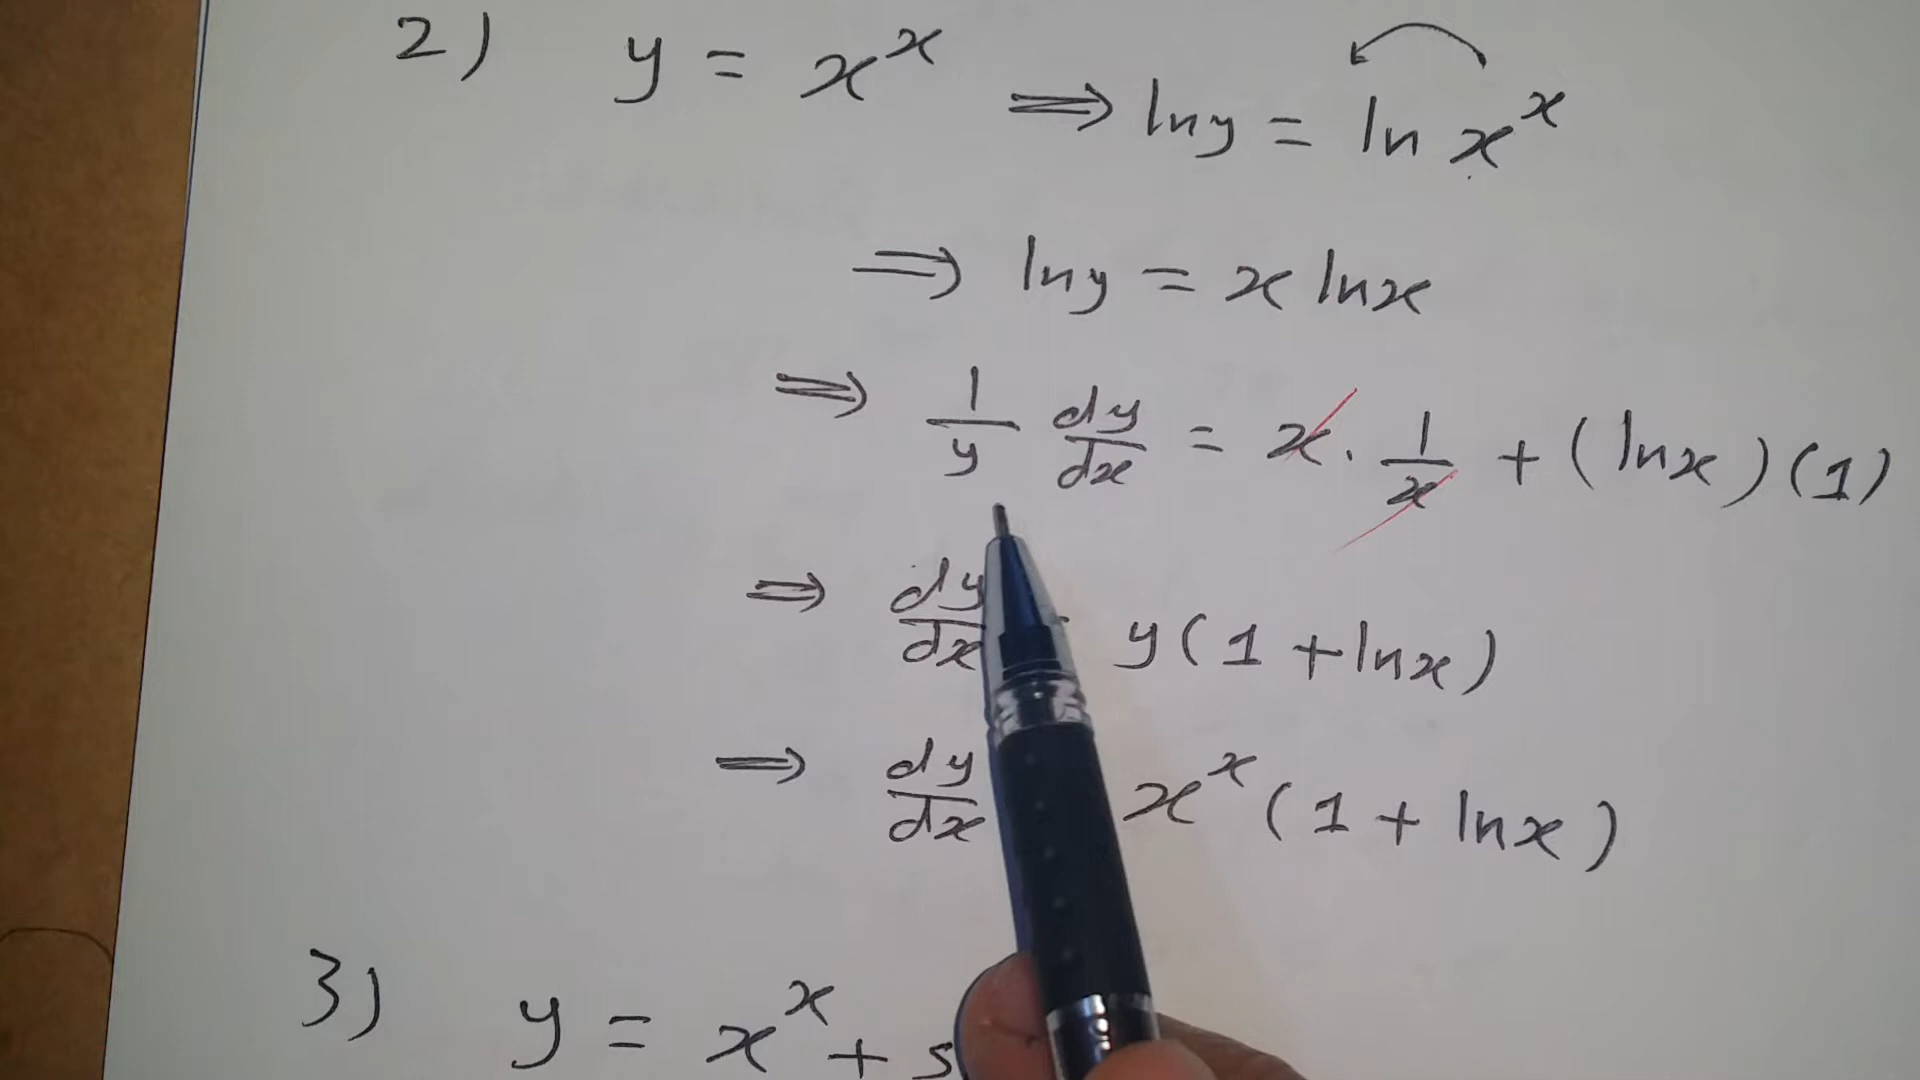 2) y = x^x ⇒ ln y = ln x^x
⇒ ln y = x ln x
⇒ 1/y dy/dx = x · 1/x + (ln x)(1)
⇒ dy/dx y(1 + ln x)
⇒ dy/dx x^x (1 + ln x)
3) y = x^x + s